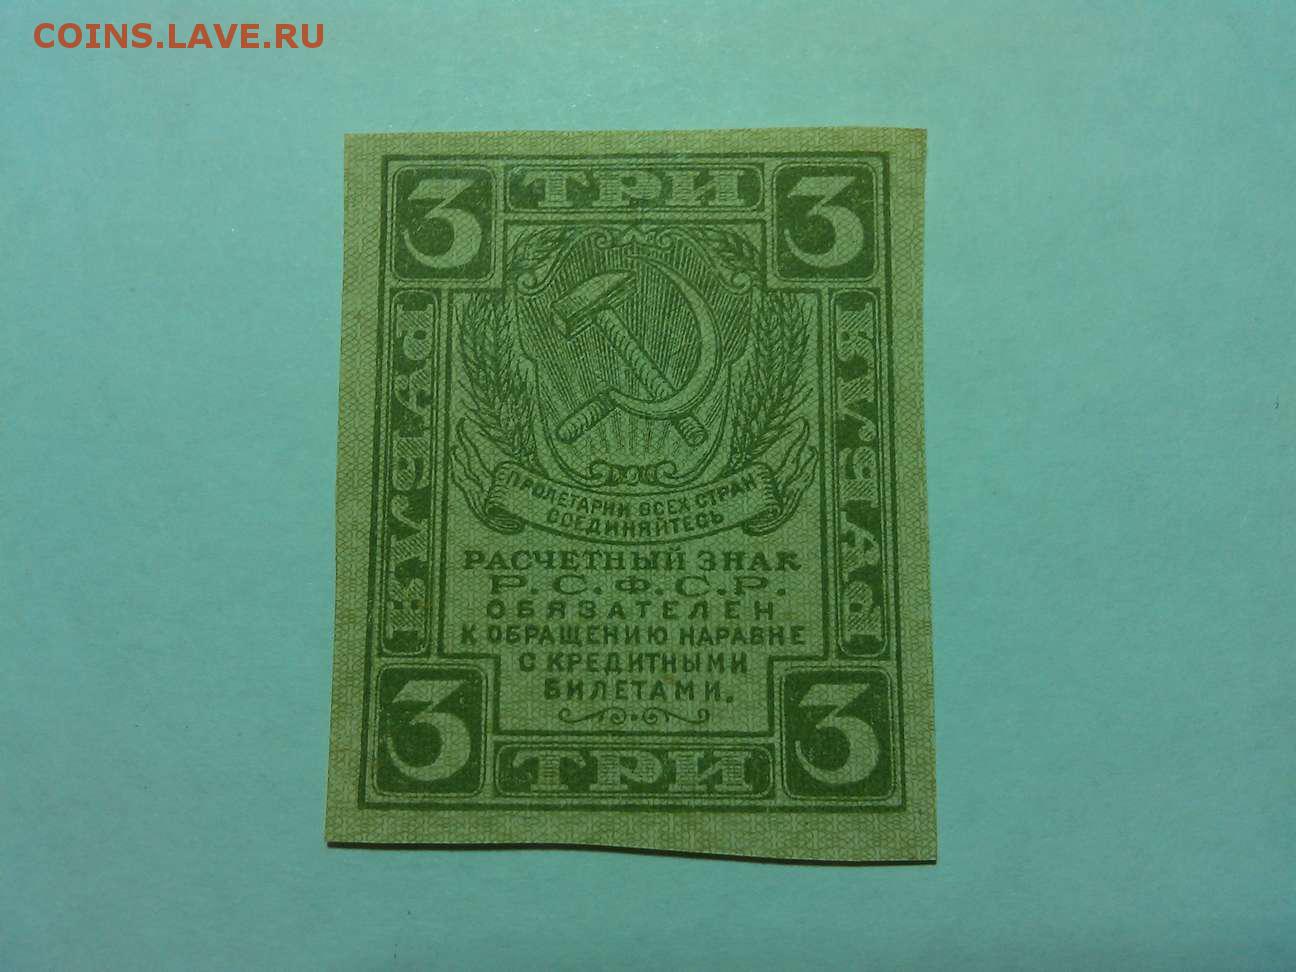 COINS.LAVE.RU
3 ТРИ 3
РУБЛЯ
РУБЛЯ
ПРОЛЕТАРИИ ВСЕХ СТРАН
СОЕДИНЯЙТЕСЬ
РАСЧЕТНЫЙ ЗНАК
Р.С.Ф.С.Р.
ОБЯЗАТЕЛЕН
К ОБРАЩЕНИЮ НАРАВНЕ
С КРЕДИТНЫМИ
БИЛЕТАМИ.
3 ТРИ 3